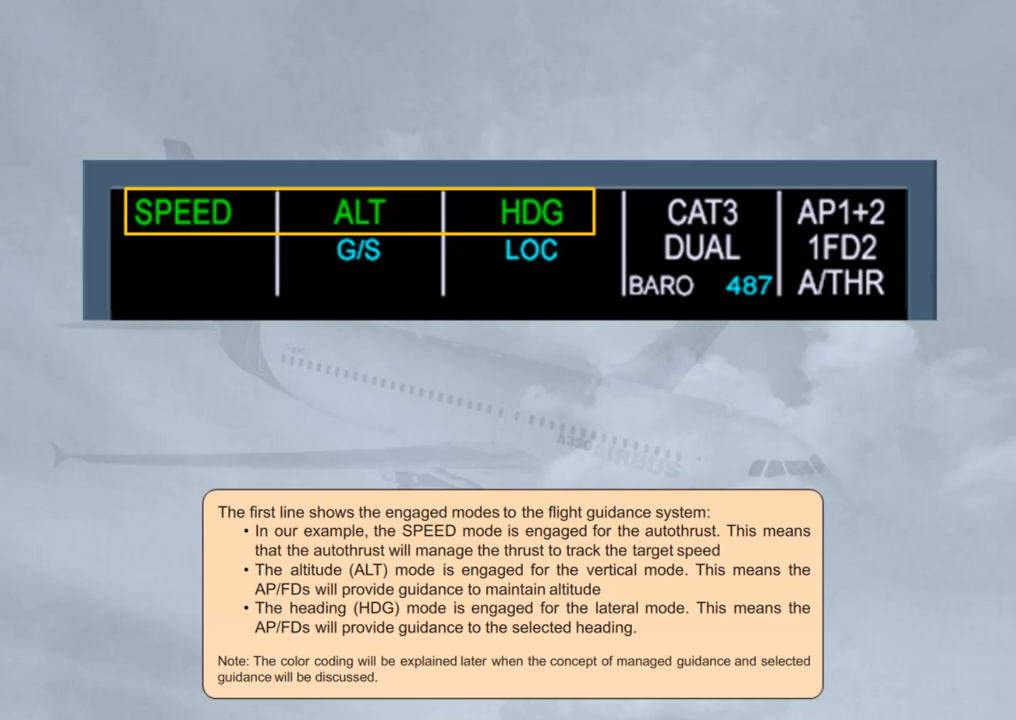 SPEED ALT HDG CAT3 AP1+2
G/S LOC DUAL 1FD2
BARO 487 A/THR
A320 AIRBUS
The first line shows the engaged modes to the flight guidance system:
• In our example, the SPEED mode is engaged for the autothrust. This means
that the autothrust will manage the thrust to track the target speed
• The altitude (ALT) mode is engaged for the vertical mode. This means the
AP/FDs will provide guidance to maintain altitude
• The heading (HDG) mode is engaged for the lateral mode. This means the
AP/FDs will provide guidance to the selected heading.
Note: The color coding will be explained later when the concept of managed guidance and selected
guidance will be discussed.